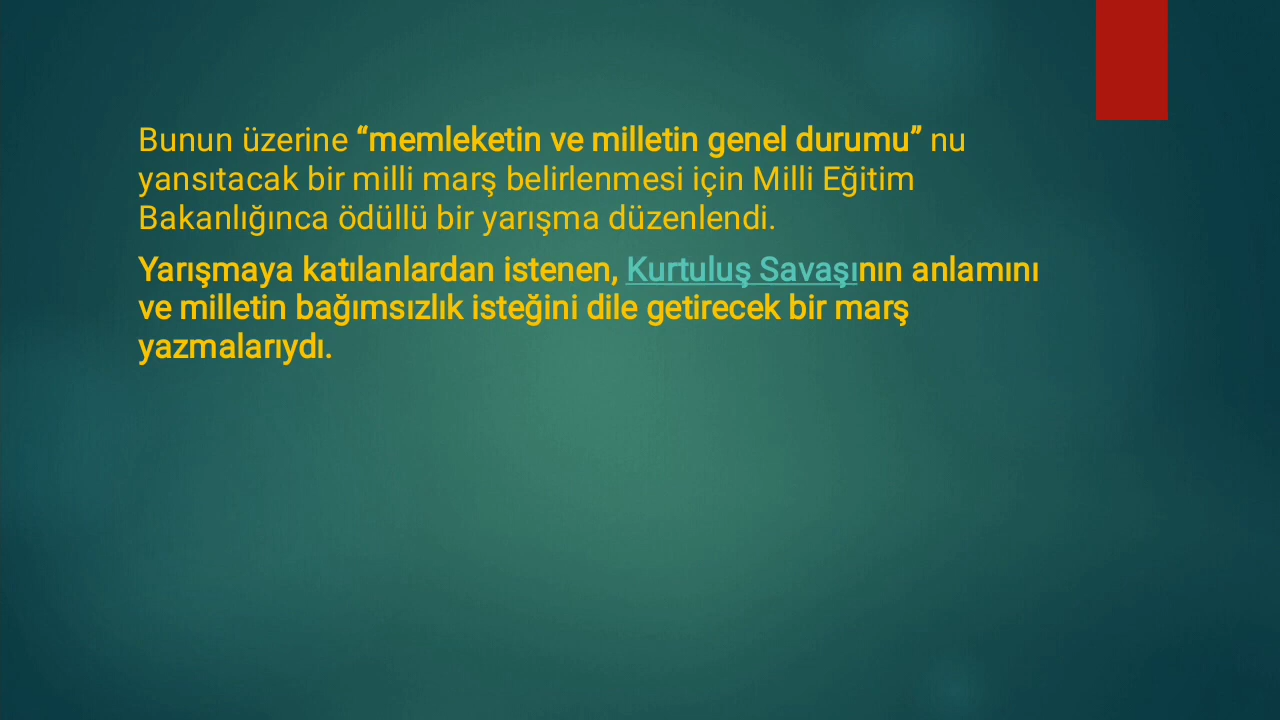 Bunun üzerine “memleketin ve milletin genel durumu” nu
yansıtacak bir milli marş belirlenmesi için Milli Eğitim
Bakanlığınca ödüllü bir yarışma düzenlendi.
Yarışmaya katılanlardan istenen, Kurtuluş Savaşının anlamını
ve milletin bağımsızlık isteğini dile getirecek bir marş
yazmalarıydı.